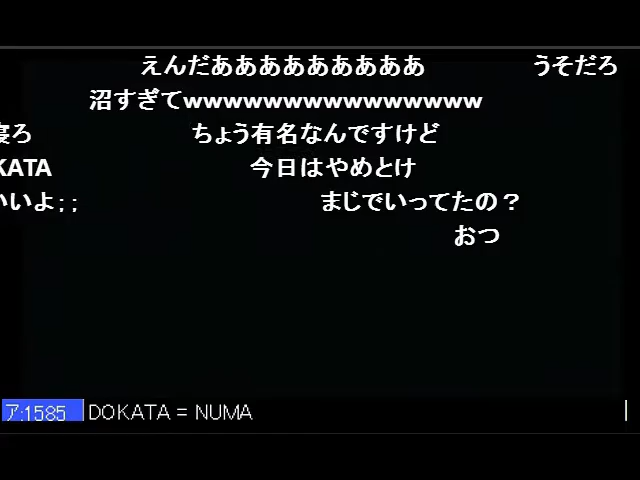 えんだあああああああああ うそだろ
沼すぎてwwwwwwwwwwwwwww
寝ろ ちょう有名なんですけど
KATA 今日はやめとけ
いいよ;; まじでいってたの？
おつ
ア:1585 DOKATA = NUMA